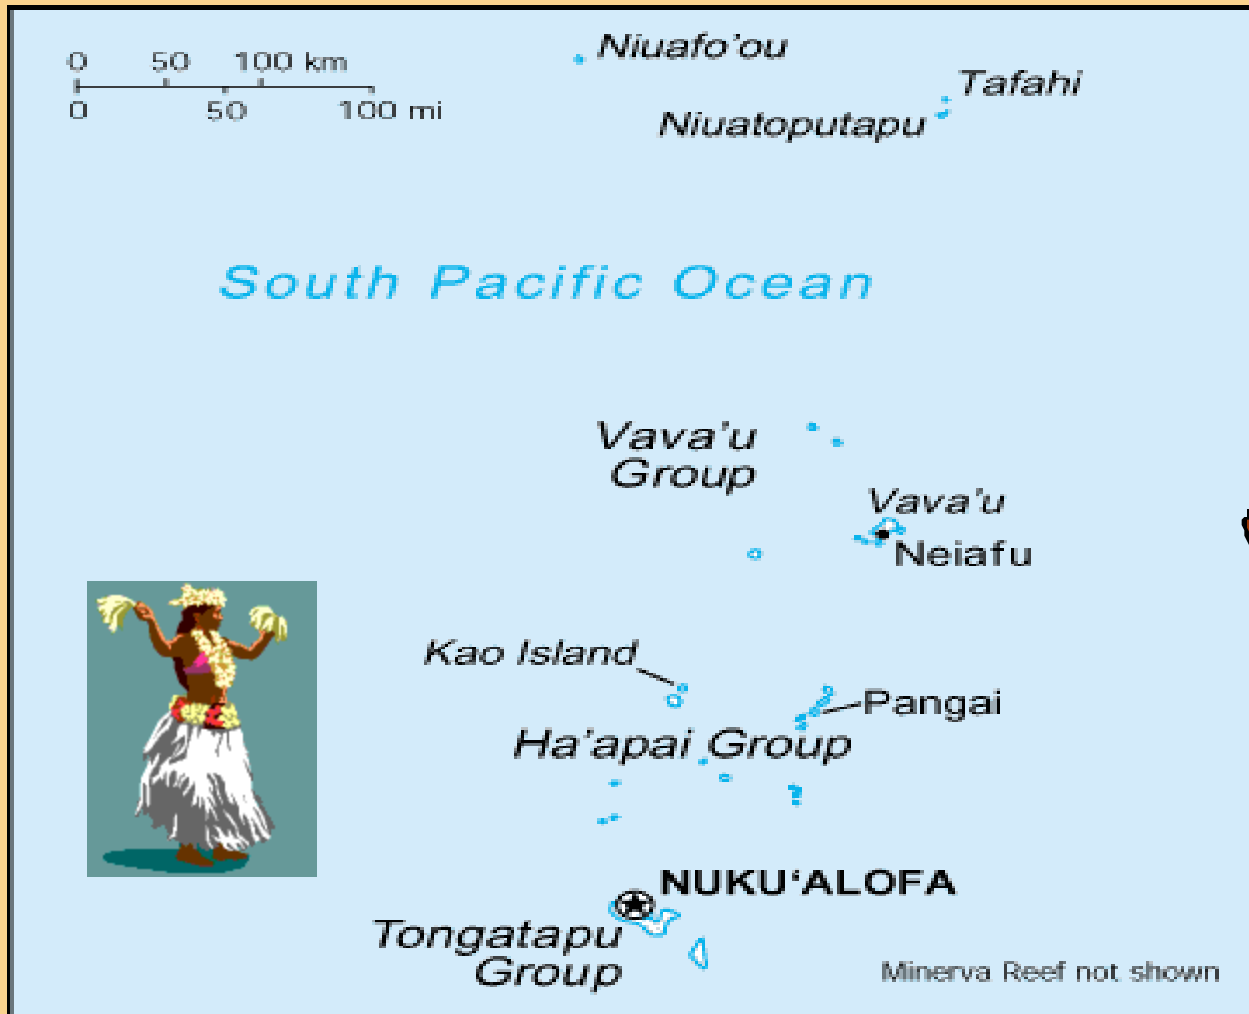 0 50 100 km
0 50 100 mi
Niuafo'ou
Tafahi
Niuatoputapu
South Pacific Ocean
Vava'u
Group
Vava'u
Neiafu
Kao Island
Pangai
Ha'apai Group
NUKU‘ALOFA
Tongatapu
Group
Minerva Reef not shown